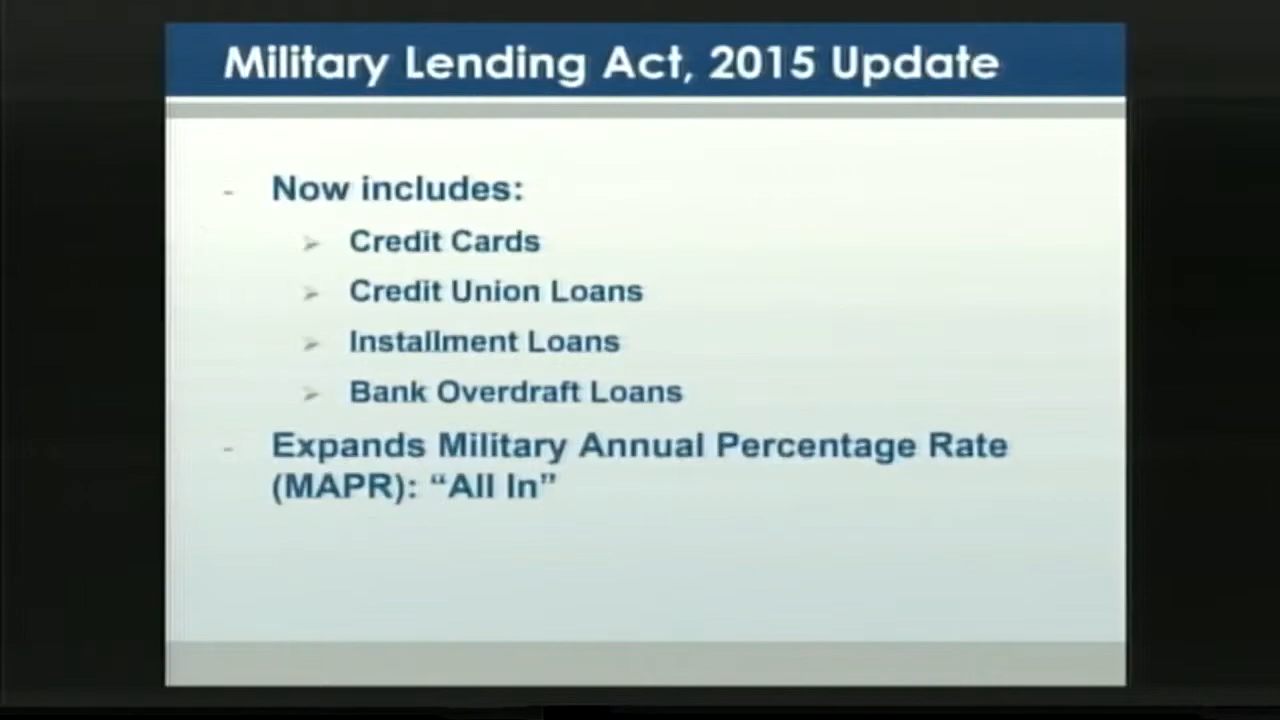 Military Lending Act, 2015 Update
- Now includes:
➢ Credit Cards
➢ Credit Union Loans
➢ Installment Loans
➢ Bank Overdraft Loans
- Expands Military Annual Percentage Rate
(MAPR): “All In”